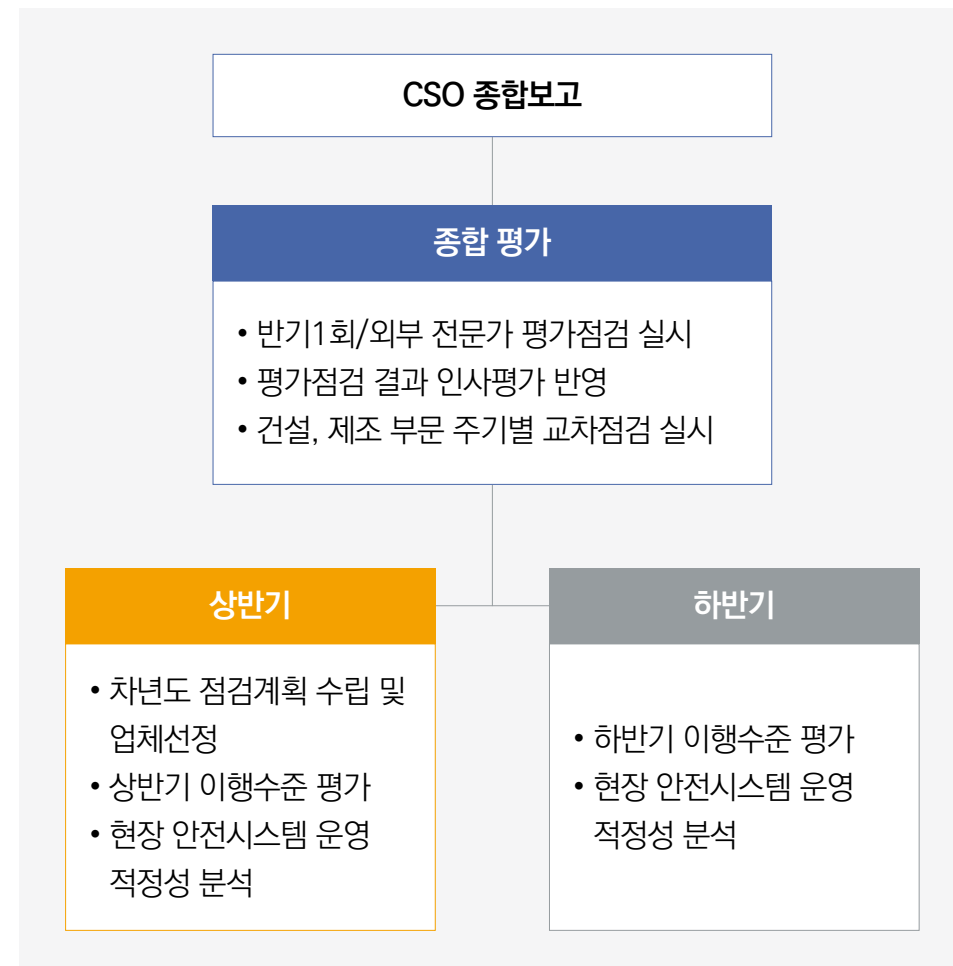 CSO 종합보고
종합 평가
• 반기1회/외부 전문가 평가점검 실시
• 평가점검 결과 인사평가 반영
• 건설, 제조 부문 주기별 교차점검 실시
상반기
• 차년도 점검계획 수립 및
업체선정
• 상반기 이행수준 평가
• 현장 안전시스템 운영
적정성 분석
하반기
• 하반기 이행수준 평가
• 현장 안전시스템 운영
적정성 분석